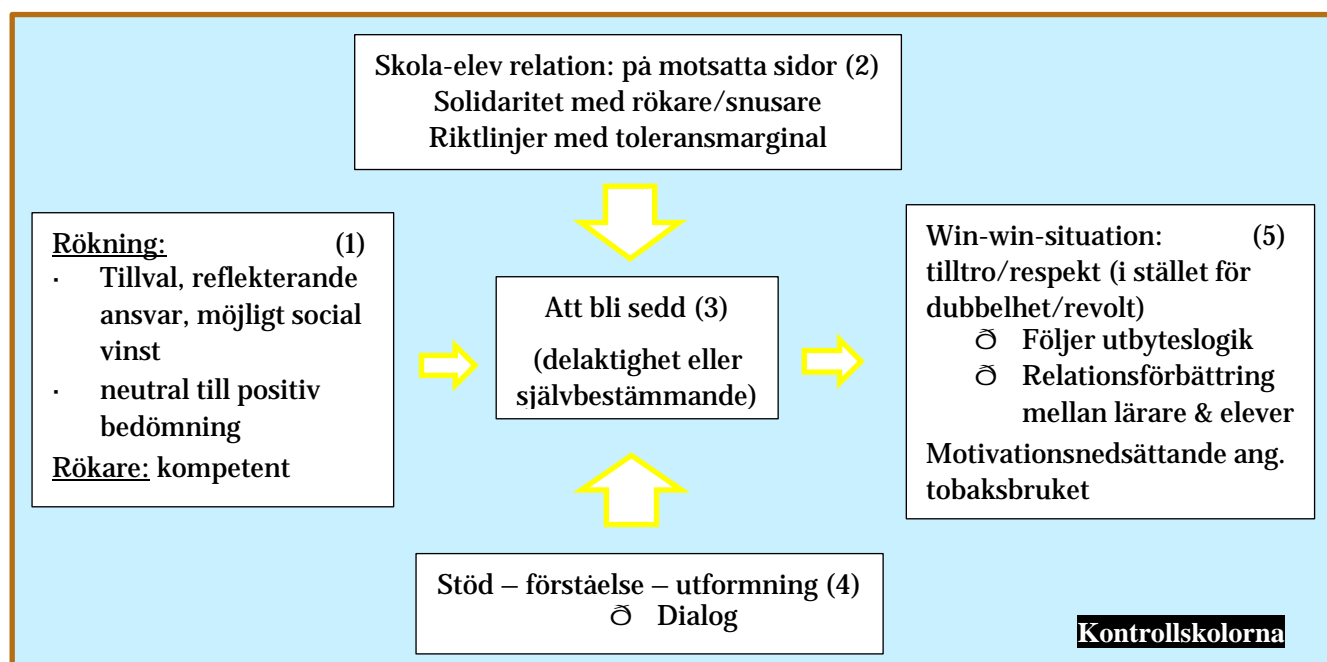 Skola-elev relation: på motsatta sidor (2)
Solidaritet med rökare/snusare
Riktlinjer med toleransmarginal
Rökning: (1)
· Tillval, reflekterande
ansvar, möjligt social
vinst
· neutral till positiv
bedömning
Rökare: kompetent
Att bli sedd (3)
(delaktighet eller
självbestämmande)
Win-win-situation: (5)
tilltro/respekt (i stället för
dubbelhet/revolt)
ð Följer utbyteslogik
ð Relationsförbättring
mellan lärare & elever
Motivationsnedsättande ang.
tobaksbruket
Stöd – förståelse – utformning (4)
ð Dialog
Kontrollskolorna